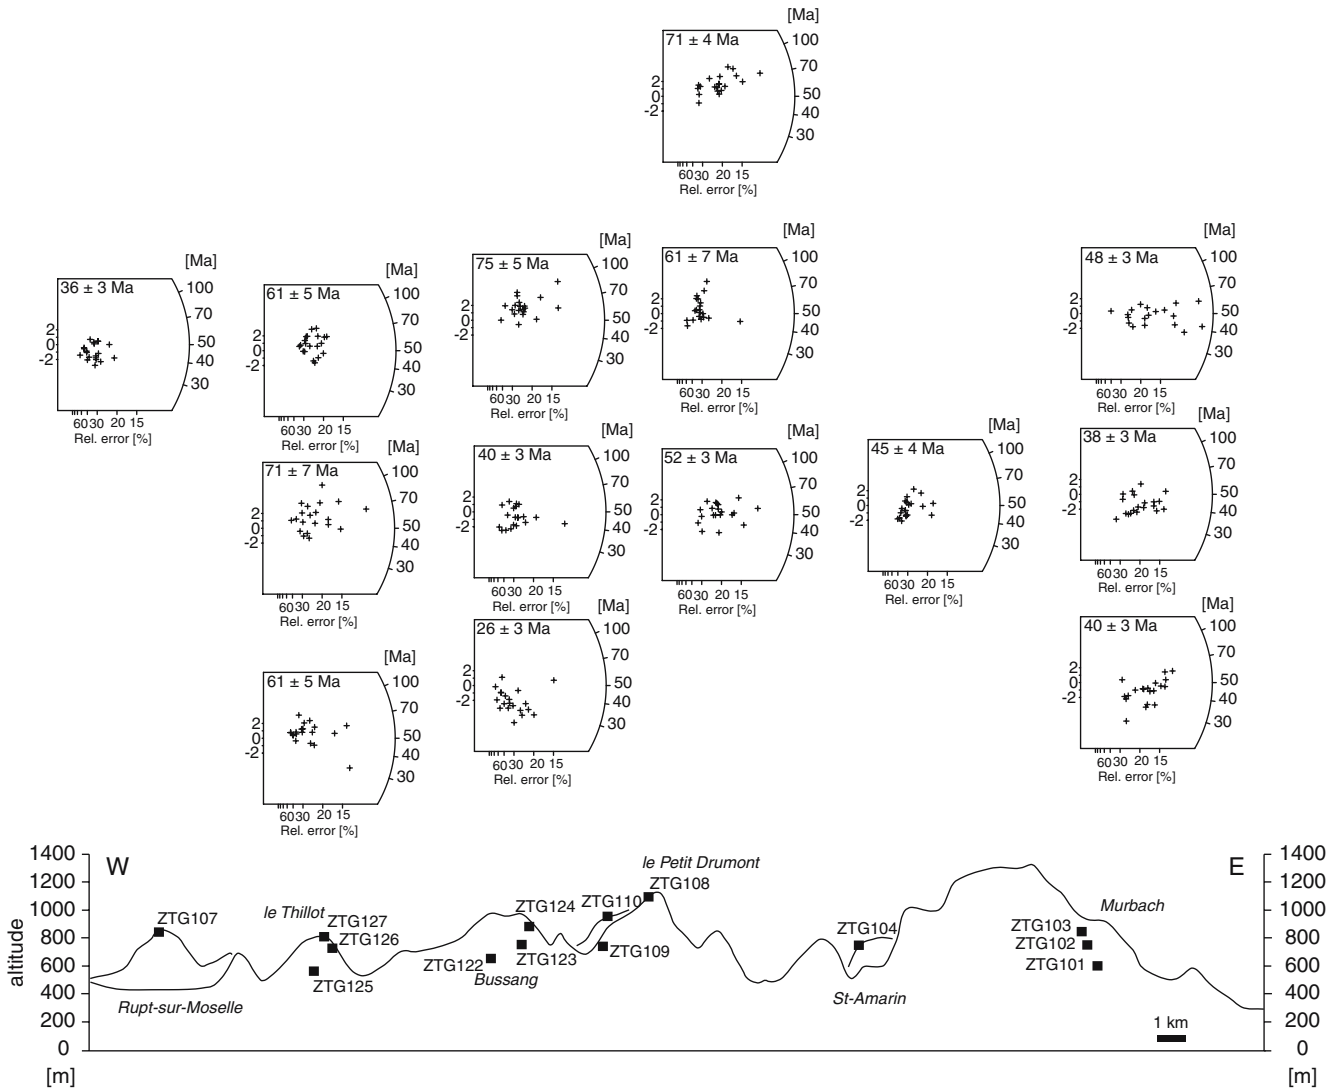 [Ma]
71 ± 4 Ma
100
70
50
40
30
2
0
-2
60 30 20 15
Rel. error [%]
[Ma]
36 ± 3 Ma
100
70
50
40
30
2
0
-2
60 30 20 15
Rel. error [%]
[Ma]
61 ± 5 Ma
100
70
50
40
30
2
0
-2
60 30 20 15
Rel. error [%]
[Ma]
75 ± 5 Ma
100
70
50
40
30
2
0
-2
60 30 20 15
Rel. error [%]
[Ma]
61 ± 7 Ma
100
70
50
40
30
2
0
-2
60 30 20 15
Rel. error [%]
[Ma]
48 ± 3 Ma
100
70
50
40
30
2
0
-2
60 30 20 15
Rel. error [%]
[Ma]
71 ± 7 Ma
100
70
50
40
30
2
0
-2
60 30 20 15
Rel. error [%]
[Ma]
40 ± 3 Ma
100
70
50
40
30
2
0
-2
60 30 20 15
Rel. error [%]
[Ma]
52 ± 3 Ma
100
70
50
40
30
2
0
-2
60 30 20 15
Rel. error [%]
[Ma]
45 ± 4 Ma
100
70
50
40
30
2
0
-2
60 30 20 15
Rel. error [%]
[Ma]
38 ± 3 Ma
100
70
50
40
30
2
0
-2
60 30 20 15
Rel. error [%]
[Ma]
61 ± 5 Ma
100
70
50
40
30
2
0
-2
60 30 20 15
Rel. error [%]
[Ma]
26 ± 3 Ma
100
70
50
40
30
2
0
-2
60 30 20 15
Rel. error [%]
[Ma]
40 ± 3 Ma
100
70
50
40
30
2
0
-2
60 30 20 15
Rel. error [%]
altitude
1400
1200
1000
800
600
400
200
0
[m]
W
E
ZTG107
Rupt-sur-Moselle
le Thillot
ZTG127
ZTG126
ZTG125
ZTG124
ZTG123
ZTG122
Bussang
ZTG110
ZTG109
le Petit Drumont
ZTG108
ZTG104
St-Amarin
Murbach
ZTG103
ZTG102
ZTG101
1 km
1400
1200
1000
800
600
400
200
0
[m]